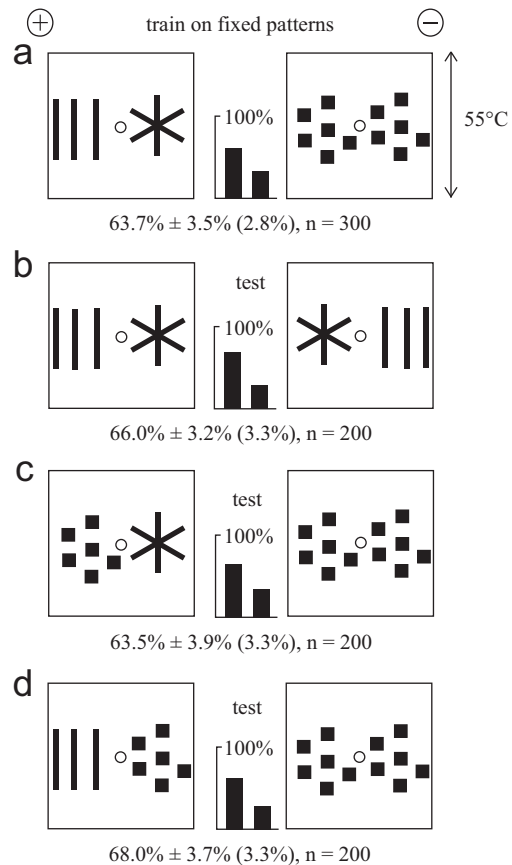 + train on fixed patterns −
a
100%
55°C
63.7% ± 3.5% (2.8%), n = 300
b
test
100%
66.0% ± 3.2% (3.3%), n = 200
c
test
100%
63.5% ± 3.9% (3.3%), n = 200
d
test
100%
68.0% ± 3.7% (3.3%), n = 200